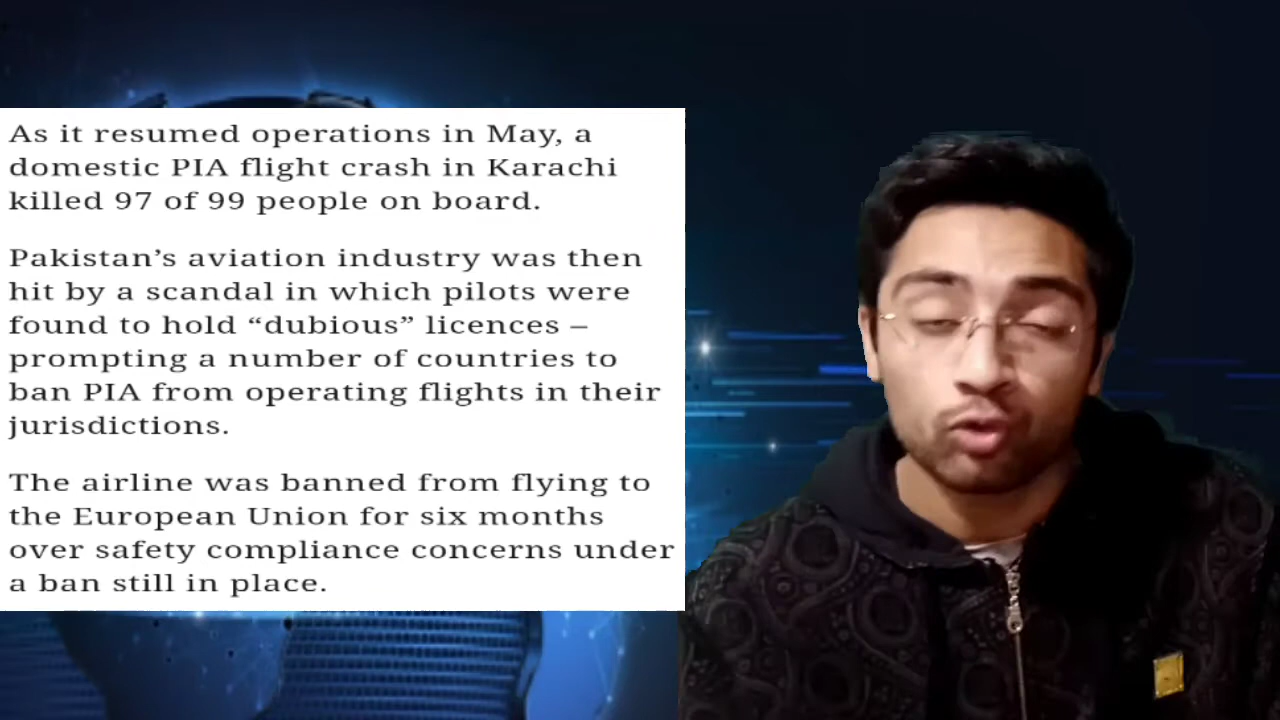 As it resumed operations in May, a
domestic PIA flight crash in Karachi
killed 97 of 99 people on board.
Pakistan’s aviation industry was then
hit by a scandal in which pilots were
found to hold “dubious” licences –
prompting a number of countries to
ban PIA from operating flights in their
jurisdictions.
The airline was banned from flying to
the European Union for six months
over safety compliance concerns under
a ban still in place.